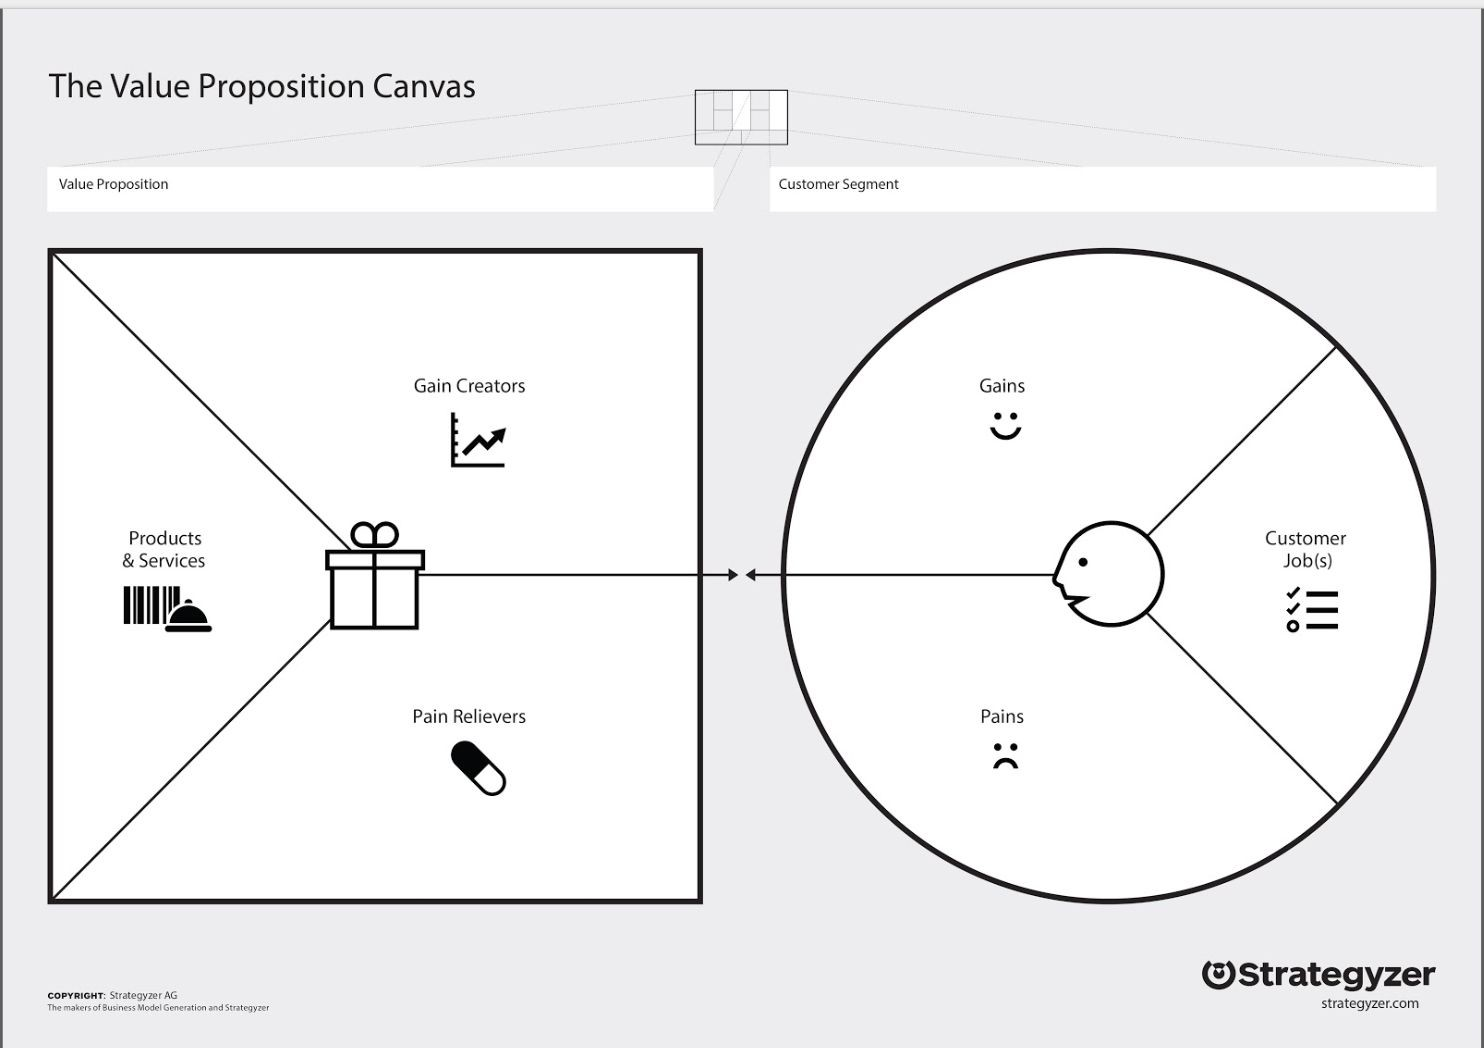 The Value Proposition Canvas
Value Proposition
Customer Segment
Gain Creators
Products
& Services
Pain Relievers
Gains
Customer
Job(s)
Pains
COPYRIGHT: Strategyzer AG
The makers of Business Model Generation and Strategyzer
Strategyzer
strategyzer.com